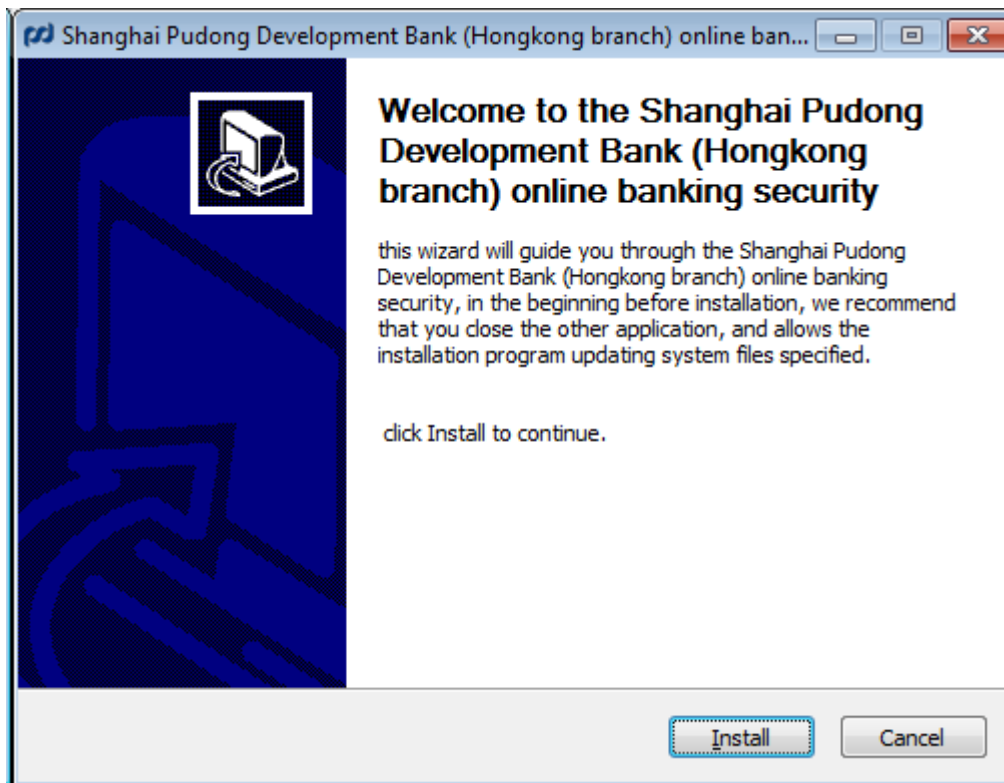 Shanghai Pudong Development Bank (Hongkong branch) online ban...
Welcome to the Shanghai Pudong
Development Bank (Hongkong
branch) online banking security
this wizard will guide you through the Shanghai Pudong
Development Bank (Hongkong branch) online banking
security, in the beginning before installation, we recommend
that you close the other application, and allows the
installation program updating system files specified.
click Install to continue.
Install
Cancel